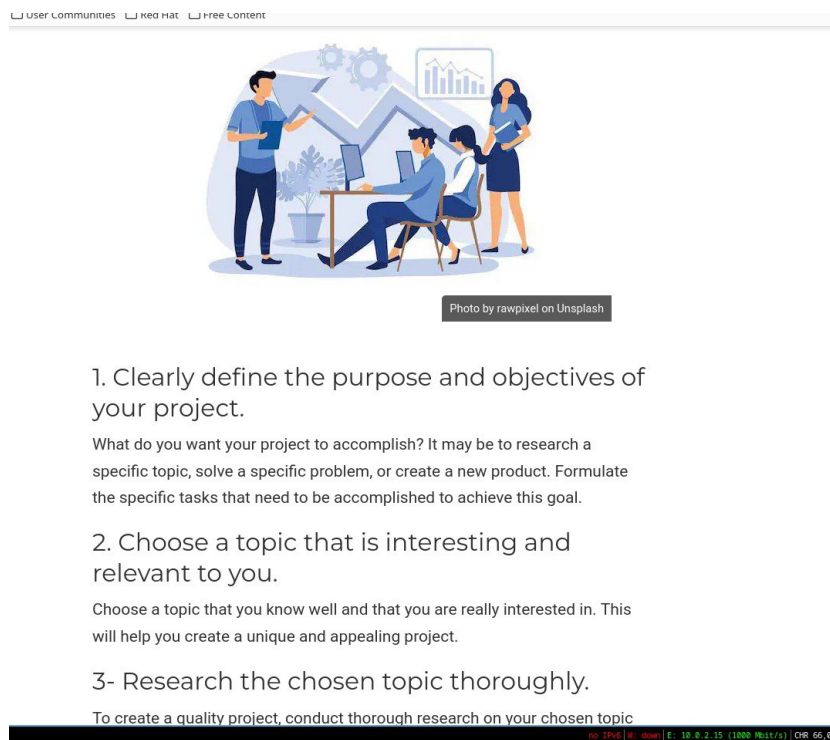 User Communities Red Hat Free Content
Photo by rawpixel on Unsplash
1. Clearly define the purpose and objectives of
your project.
What do you want your project to accomplish? It may be to research a
specific topic, solve a specific problem, or create a new product. Formulate
the specific tasks that need to be accomplished to achieve this goal.
2. Choose a topic that is interesting and
relevant to you.
Choose a topic that you know well and that you are really interested in. This
will help you create a unique and appealing project.
3- Research the chosen topic thoroughly.
To create a quality project, conduct thorough research on your chosen topic
no IPv6|W: down|E: 10.0.2.15 (1000 Mbit/s)|CHR 66,